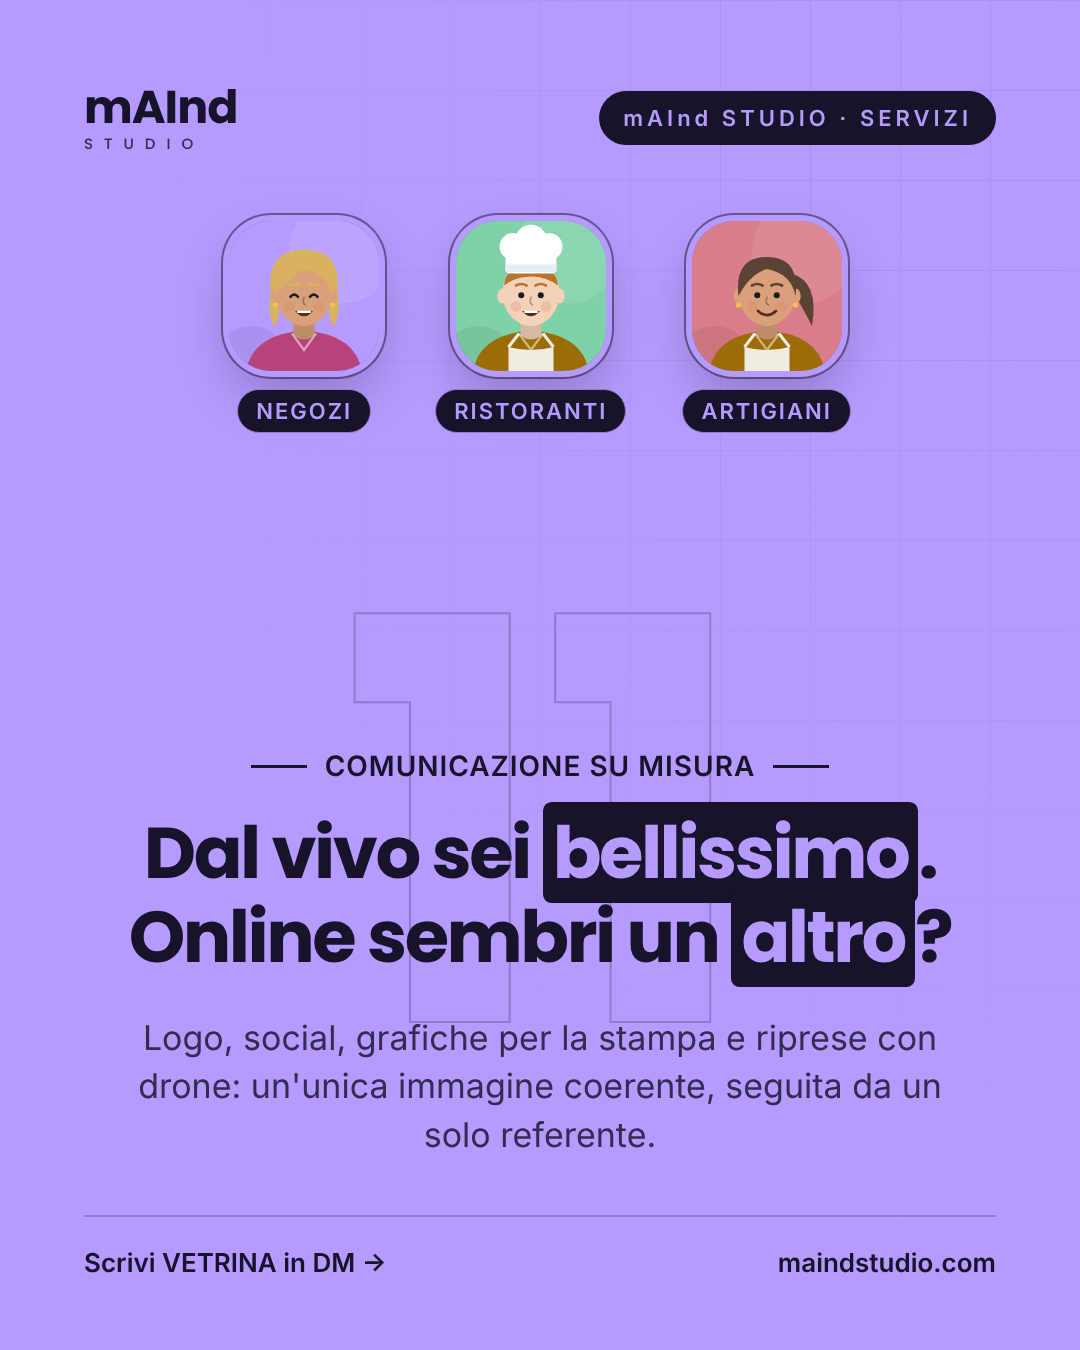 mAInd
STUDIO
mAInd STUDIO · SERVIZI
NEGOZI
RISTORANTI
ARTIGIANI
11
COMUNICAZIONE SU MISURA
Dal vivo sei bellissimo.
Online sembri un altro?
Logo, social, grafiche per la stampa e riprese con
drone: un'unica immagine coerente, seguita da un
solo referente.
Scrivi VETRINA in DM →
maindstudio.com